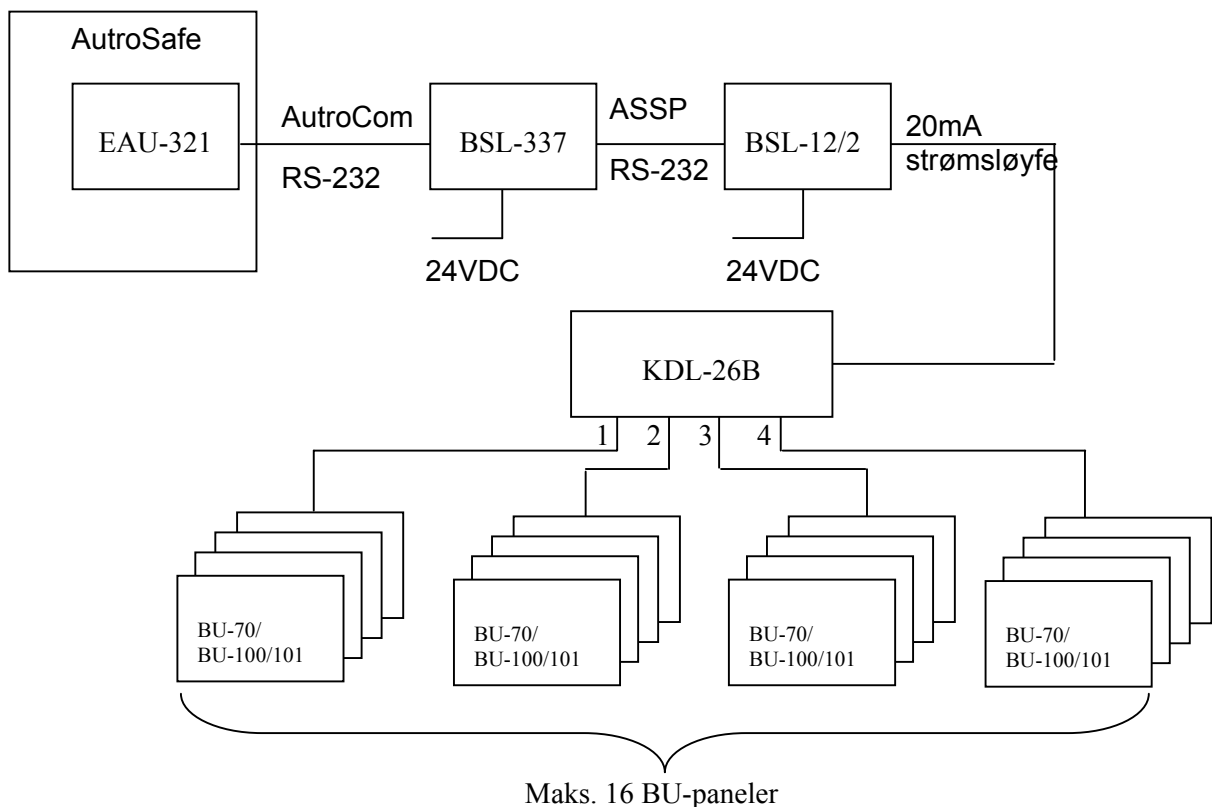 AutroSafe
EAU-321
AutroCom
RS-232
BSL-337
ASSP
RS-232
BSL-12/2
20mA
strømsløyfe
24VDC
24VDC
KDL-26B
1
2
3
4
BU-70/
BU-100/101
BU-70/
BU-100/101
BU-70/
BU-100/101
BU-70/
BU-100/101
Maks. 16 BU-paneler